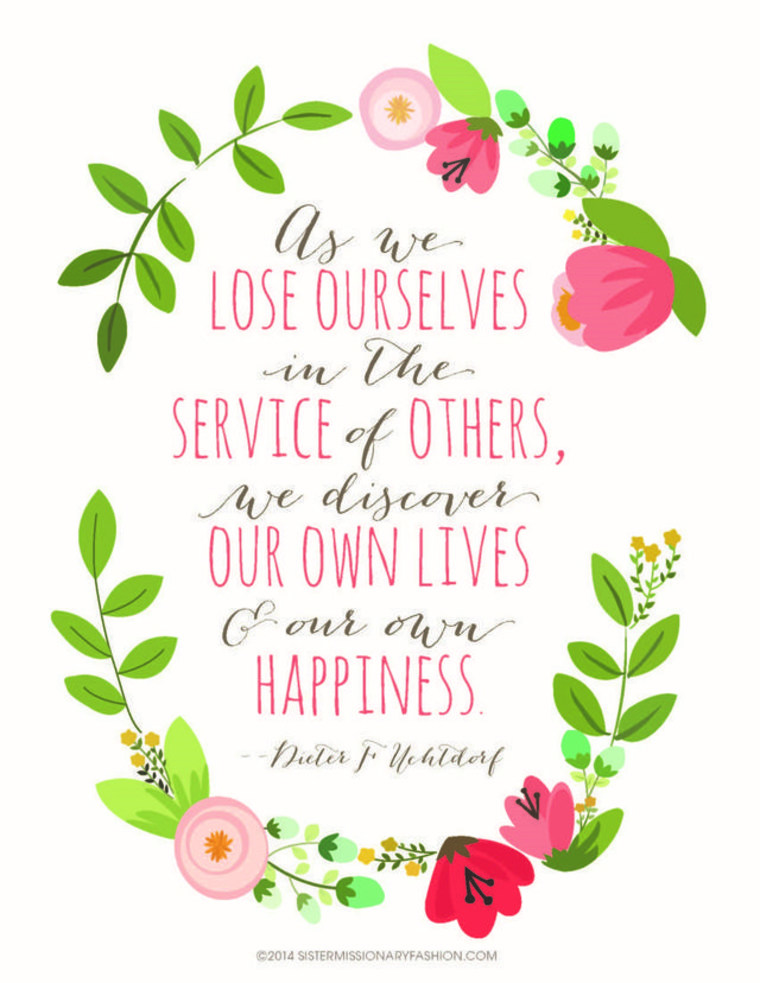 As we
LOSE OURSELVES
in the
SERVICE of OTHERS,
we discover
OUR OWN LIVES
& our own
HAPPINESS.
--Dieter F Uchtdorf
©2014 SISTERMISSIONARYFASHION.COM